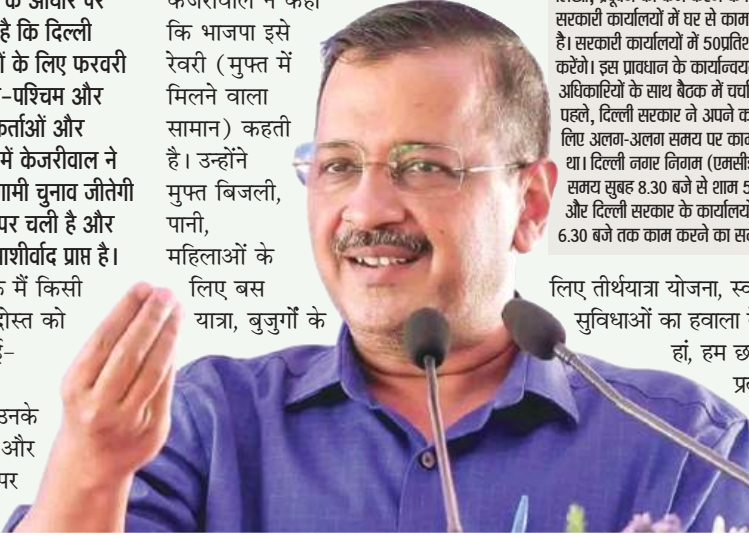 के आधार पर
है कि दिल्ली
ों के लिए फरवरी
-पश्चिम और
कर्ताओं और
में केजरीवाल ने
गामी चुनाव जीतेगी
पर चली है और
ाशीर्वाद प्राप्त है।
मैं किसी
दोस्त को
ई-
उनके
और
पर
केजरीवाल ने कहा
कि भाजपा इसे
रेवरी (मुफ्त में
मिलने वाला
सामान) कहती
है। उन्होंने
मुफ्त बिजली,
पानी,
महिलाओं के
लिए बस
यात्रा, बुजुर्गों के
सरकारी कार्यालयों में घर से काम
है। सरकारी कार्यालयों में 50प्रतिश
करेंगे। इस प्रावधान के कार्यान्वय
अधिकारियों के साथ बैठक में चर्चा
पहले, दिल्ली सरकार ने अपने क
लिए अलग-अलग समय पर का
था। दिल्ली नगर निगम (एमसी
समय सुबह 8.30 बजे से शाम 5
और दिल्ली सरकार के कार्यालयों
6.30 बजे तक काम करने का स
लिए तीर्थयात्रा योजना, स्व
सुविधाओं का हवाला
हां, हम छ
प्र